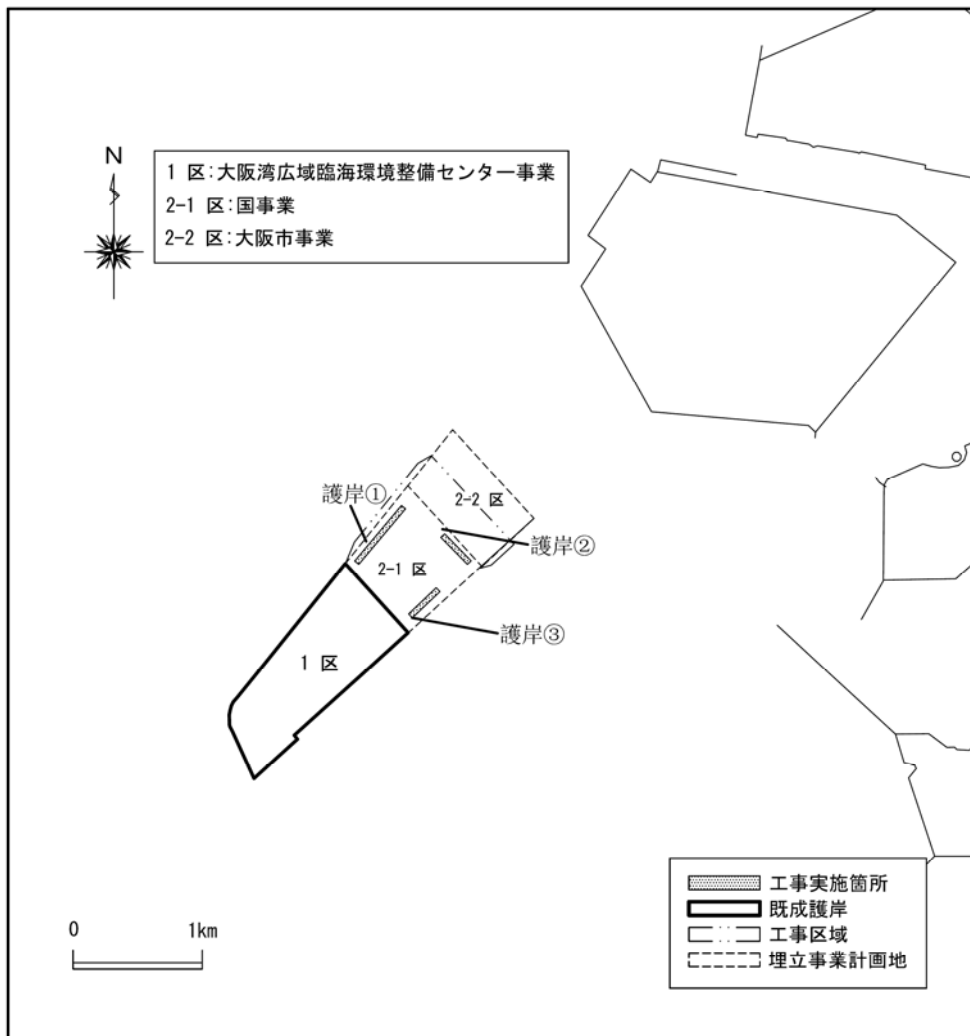 N
1 区:大阪湾広域臨海環境整備センター事業
2-1 区:国事業
2-2 区:大阪市事業
護岸①
2-2 区
護岸②
2-1 区
護岸③
1 区
工事実施箇所
既成護岸
工事区域
埋立事業計画地
0 1km